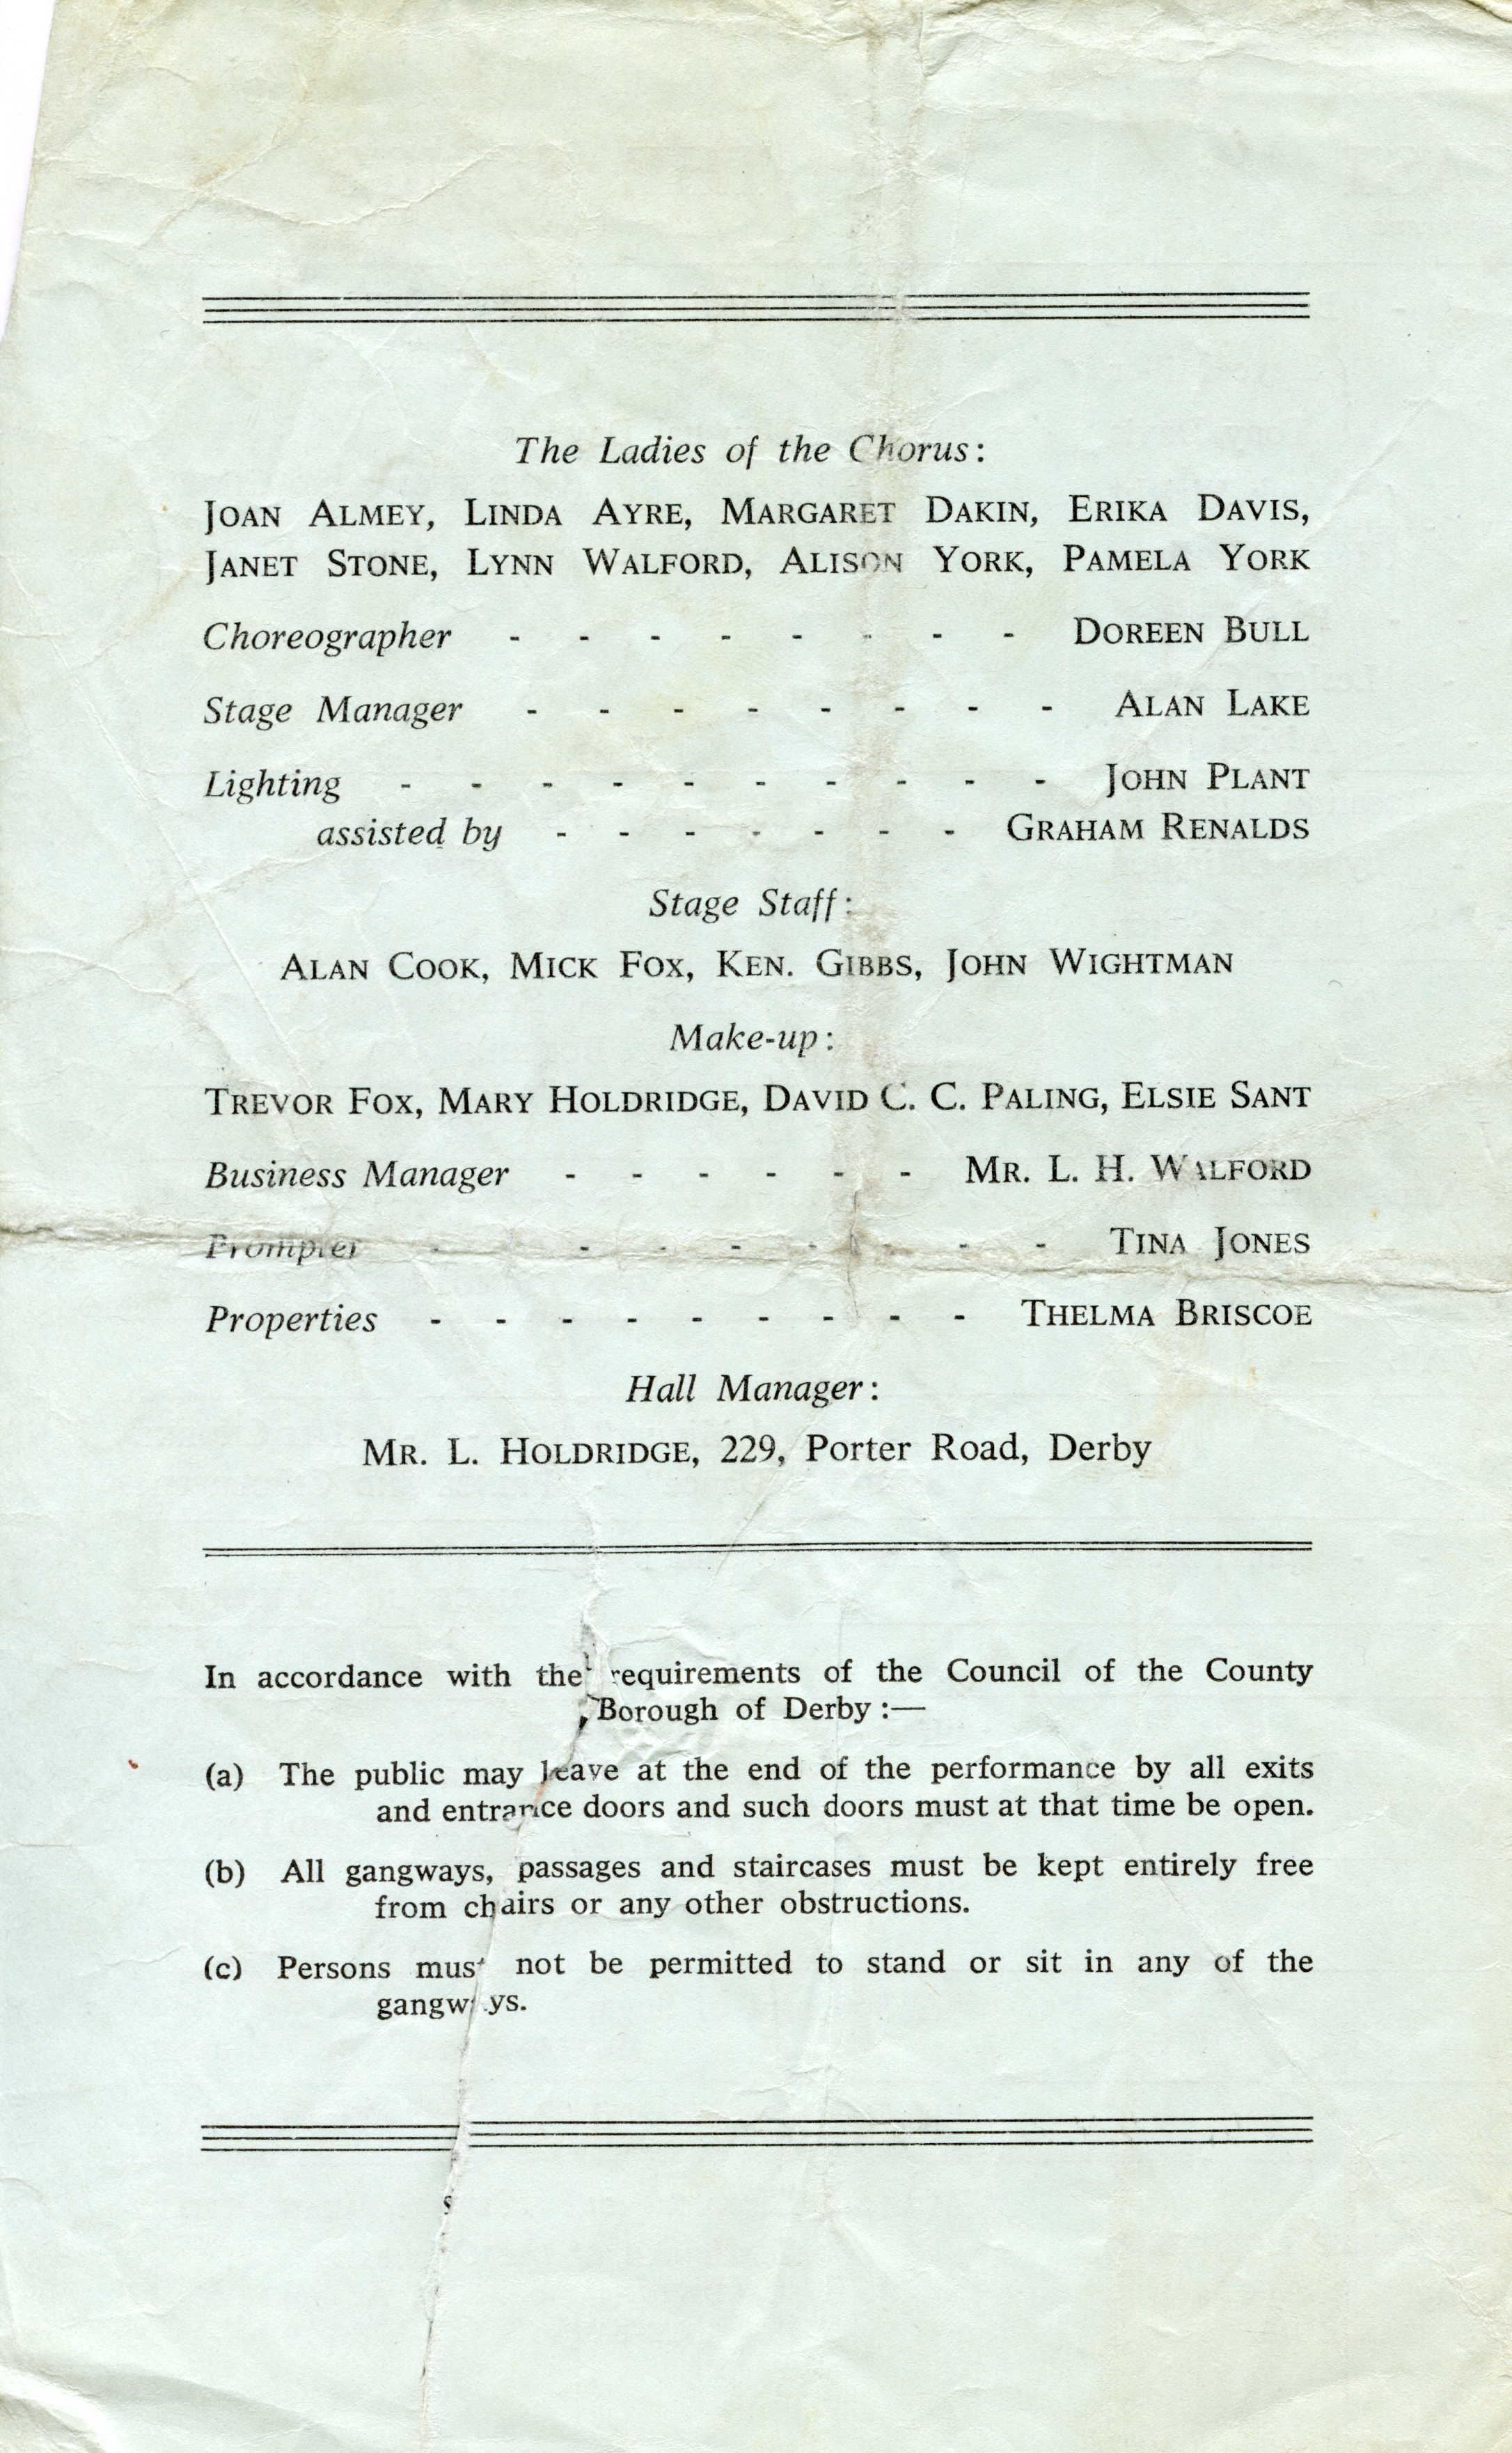 The Ladies of the Chorus:
JOAN ALMEY, LINDA AYRE, MARGARET DAKIN, ERIKA DAVIS,
JANET STONE, LYNN WALFORD, ALISON YORK, PAMELA YORK
Choreographer - - - - - - - - DOREEN BULL
Stage Manager - - - - - - - - ALAN LAKE
Lighting - - - - - - - - - - JOHN PLANT
assisted by - - - - - - - GRAHAM RENALDS
Stage Staff:
ALAN COOK, MICK FOX, KEN. GIBBS, JOHN WIGHTMAN
Make-up:
TREVOR FOX, MARY HOLDRIDGE, DAVID C. C. PALING, ELSIE SANT
Business Manager - - - - - - MR. L. H. WALFORD
Prompter - - - - - - - - TINA JONES
Properties - - - - - - - - - THELMA BRISCOE
Hall Manager:
MR. L. HOLDRIDGE, 229, Porter Road, Derby
In accordance with the requirements of the Council of the County
Borough of Derby :—
(a) The public may leave at the end of the performance by all exits
and entrance doors and such doors must at that time be open.
(b) All gangways, passages and staircases must be kept entirely free
from chairs or any other obstructions.
(c) Persons must not be permitted to stand or sit in any of the
gangways.